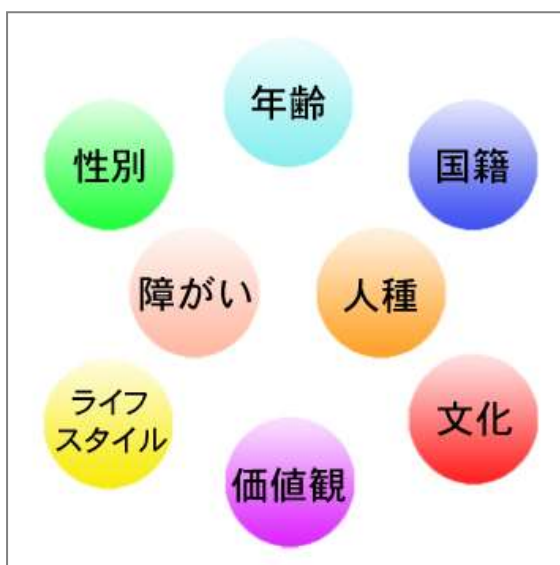 年齢
性別
国籍
障がい
人種
ライフ
スタイル
文化
価値観